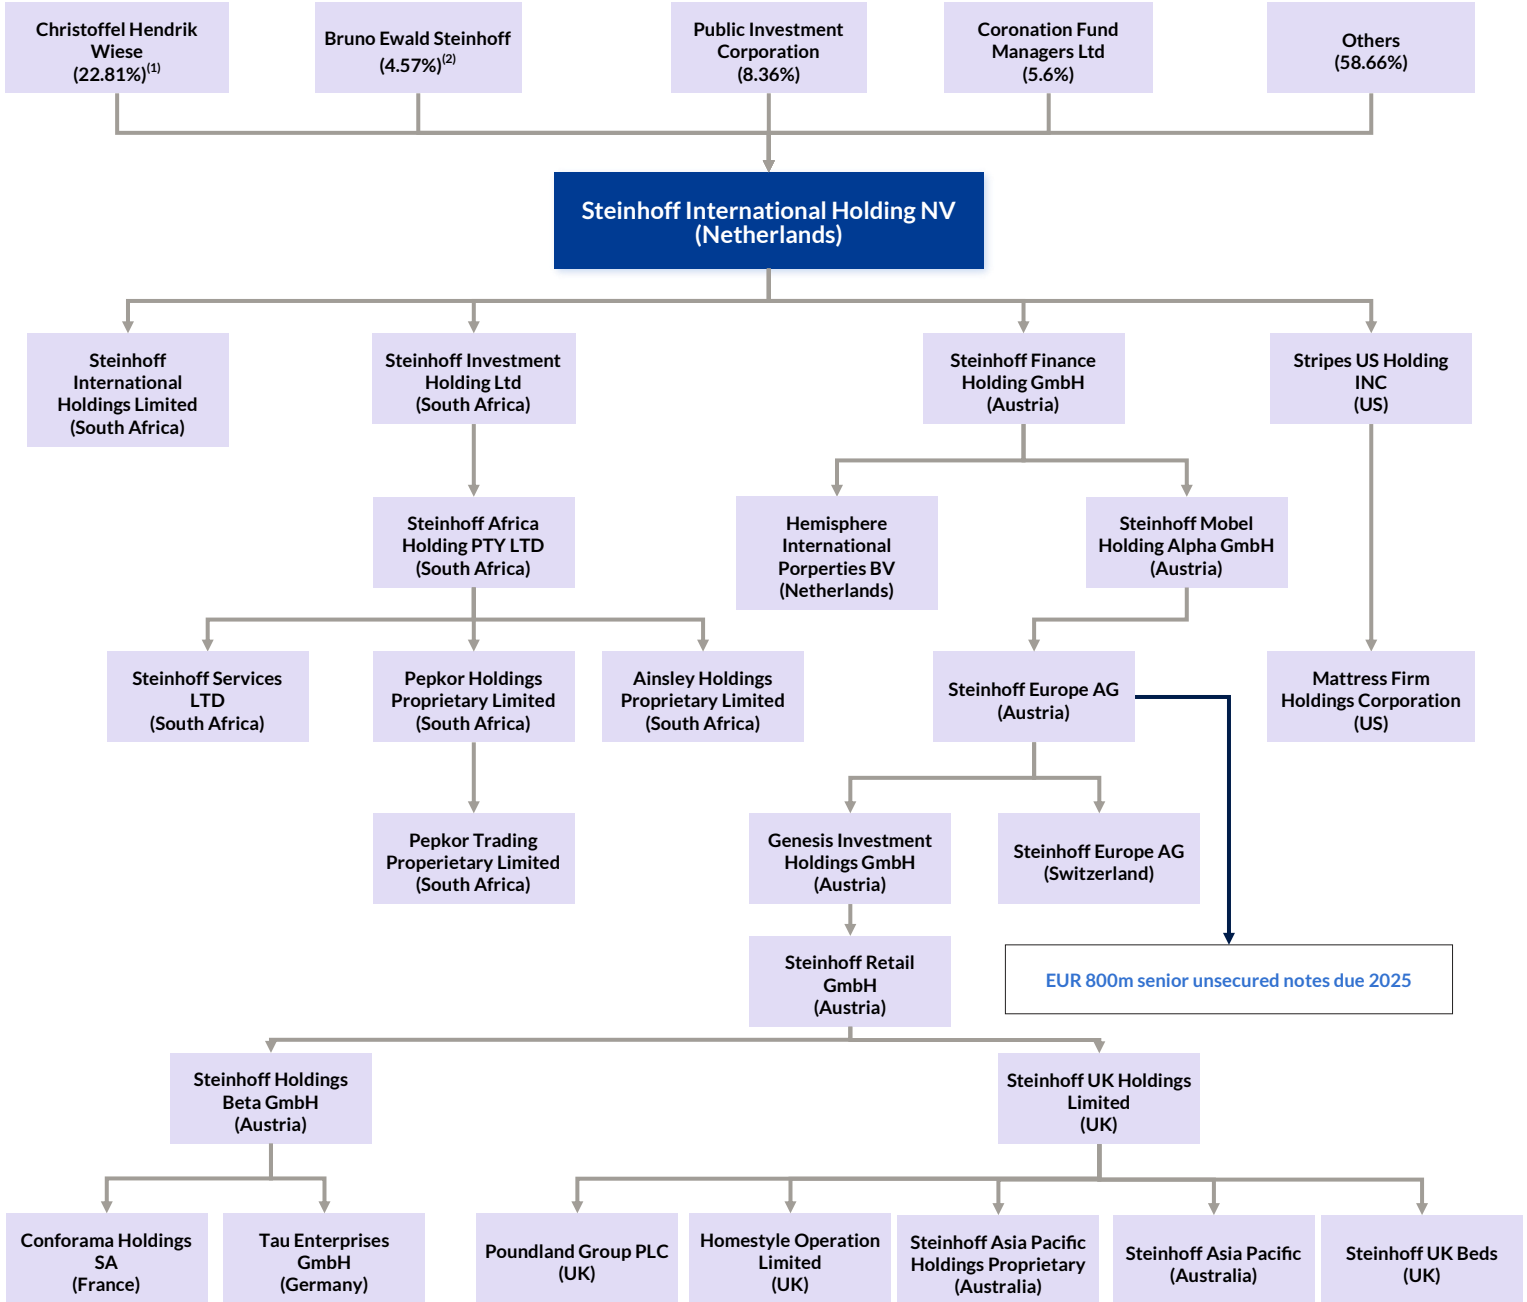 Christoffel Hendrik
Wiese
(22.81%)(1)
Bruno Ewald Steinhoff
(4.57%)(2)
Public Investment
Corporation
(8.36%)
Coronation Fund
Managers Ltd
(5.6%)
Others
(58.66%)
Steinhoff International Holding NV
(Netherlands)
Steinhoff
International
Holdings Limited
(South Africa)
Steinhoff Investment
Holding Ltd
(South Africa)
Steinhoff Finance
Holding GmbH
(Austria)
Stripes US Holding
INC
(US)
Steinhoff Africa
Holding PTY LTD
(South Africa)
Hemisphere
International
Porperties BV
(Netherlands)
Steinhoff Mobel
Holding Alpha GmbH
(Austria)
Steinhoff Services
LTD
(South Africa)
Pepkor Holdings
Proprietary Limited
(South Africa)
Ainsley Holdings
Proprietary Limited
(South Africa)
Steinhoff Europe AG
(Austria)
Mattress Firm
Holdings Corporation
(US)
Pepkor Trading
Properietary Limited
(South Africa)
Genesis Investment
Holdings GmbH
(Austria)
Steinhoff Europe AG
(Switzerland)
Steinhoff Retail
GmbH
(Austria)
EUR 800m senior unsecured notes due 2025
Steinhoff Holdings
Beta GmbH
(Austria)
Steinhoff UK Holdings
Limited
(UK)
Conforama Holdings
SA
(France)
Tau Enterprises
GmbH
(Germany)
Poundland Group PLC
(UK)
Homestyle Operation
Limited
(UK)
Steinhoff Asia Pacific
Holdings Proprietary
(Australia)
Steinhoff Asia Pacific
(Australia)
Steinhoff UK Beds
(UK)